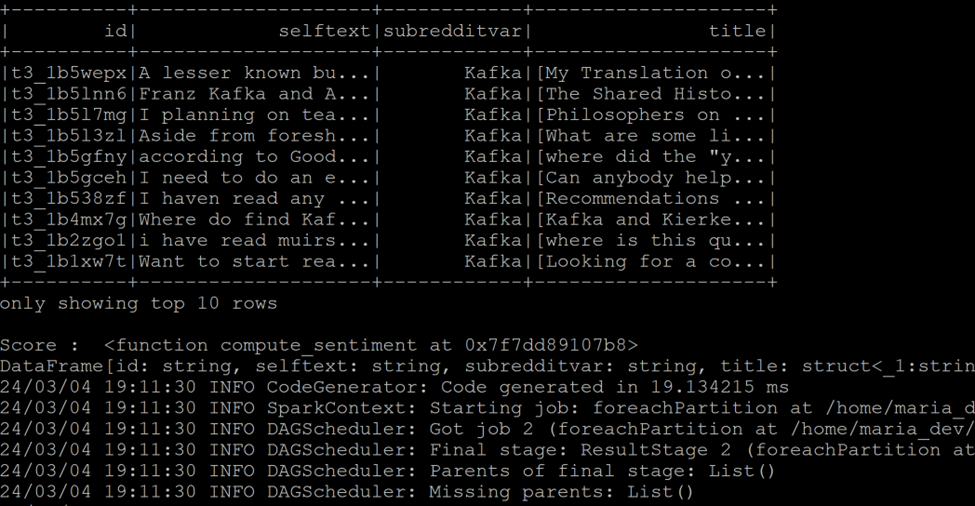 +----------+--------------------+------------+--------------------+
|        id|            selftext|subredditvar|               title|
+----------+--------------------+------------+--------------------+
|t3_1b5wepx|A lesser known bu...|       Kafka|[My Translation o...|
|t3_1b5lnn6|Franz Kafka and A...|       Kafka|[The Shared Histo...|
|t3_1b5l7mg|I planning on tea...|       Kafka|[Philosophers on ...|
|t3_1b5l3zl|Aside from foresh...|       Kafka|[What are some li...|
|t3_1b5gfny|according to Good...|       Kafka|[where did the "y...|
|t3_1b5gceh|I need to do an e...|       Kafka|[Can anybody help...|
|t3_1b538zf|I haven read any ...|       Kafka|[Recommendations ...|
|t3_1b4mx7g|Where do find Kaf...|       Kafka|[Kafka and Kierke...|
|t3_1b2zgo1|i have read muirs...|       Kafka|[where is this qu...|
|t3_1b1xw7t|Want to start rea...|       Kafka|[Looking for a co...|
+----------+--------------------+------------+--------------------+
only showing top 10 rows
Score :  <function compute_sentiment at 0x7f7dd89107b8>
DataFrame[id: string, selftext: string, subredditvar: string, title: struct<_1:strin
24/03/04 19:11:30 INFO CodeGenerator: Code generated in 19.134215 ms
24/03/04 19:11:30 INFO SparkContext: Starting job: foreachPartition at /home/maria_d
24/03/04 19:11:30 INFO DAGScheduler: Got job 2 (foreachPartition at /home/maria_dev/
24/03/04 19:11:30 INFO DAGScheduler: Final stage: ResultStage 2 (foreachPartition at
24/03/04 19:11:30 INFO DAGScheduler: Parents of final stage: List()
24/03/04 19:11:30 INFO DAGScheduler: Missing parents: List()